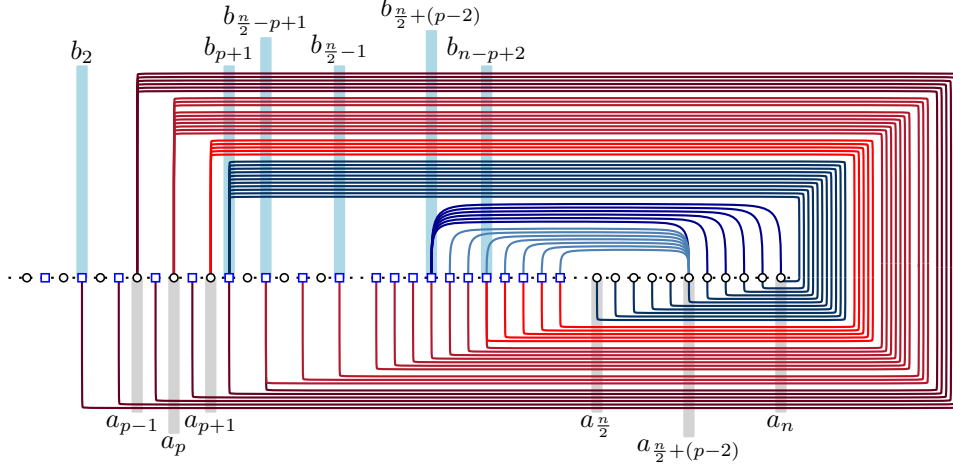 b_2
b_{p+1}
b_{\frac{n}{2}-p+1}
b_{\frac{n}{2}-1}
b_{\frac{n}{2}+(p-2)}
b_{n-p+2}
a_{p-1}
a_p
a_{p+1}
a_{\frac{n}{2}}
a_{\frac{n}{2}+(p-2)}
a_n